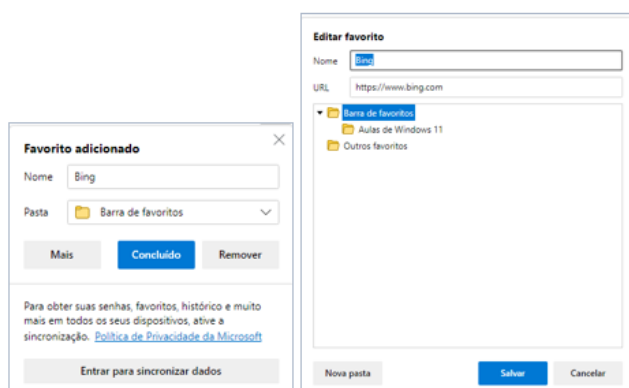 Favorito adicionado
Nome Bing
Pasta Barra de favoritos
Mais Concluído Remover
Para obter suas senhas, favoritos, histórico e muito
mais em todos os seus dispositivos, ative a
sincronização. Política de Privacidade da Microsoft
Entrar para sincronizar dados
Editar favorito
Nome Bing
URL https://www.bing.com
Barra de favoritos
Aulas de Windows 11
Outros favoritos
Nova pasta Salvar Cancelar